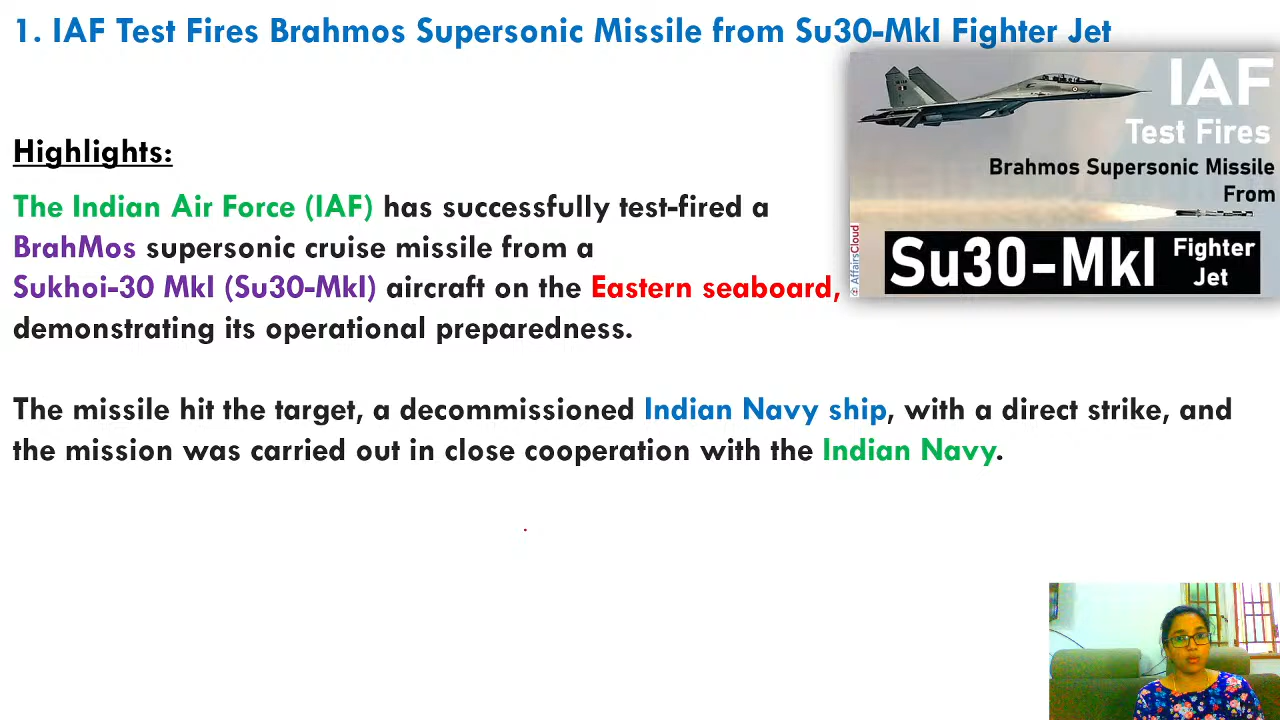 1. IAF Test Fires Brahmos Supersonic Missile from Su30-MkI Fighter Jet
IAF
Test Fires
Brahmos Supersonic Missile
From
Su30-MkI
Fighter
Jet
AffairsCloud
Highlights:
The Indian Air Force (IAF) has successfully test-fired a
BrahMos supersonic cruise missile from a
Sukhoi-30 MkI (Su30-MkI) aircraft on the Eastern seaboard,
demonstrating its operational preparedness.
The missile hit the target, a decommissioned Indian Navy ship, with a direct strike, and
the mission was carried out in close cooperation with the Indian Navy.